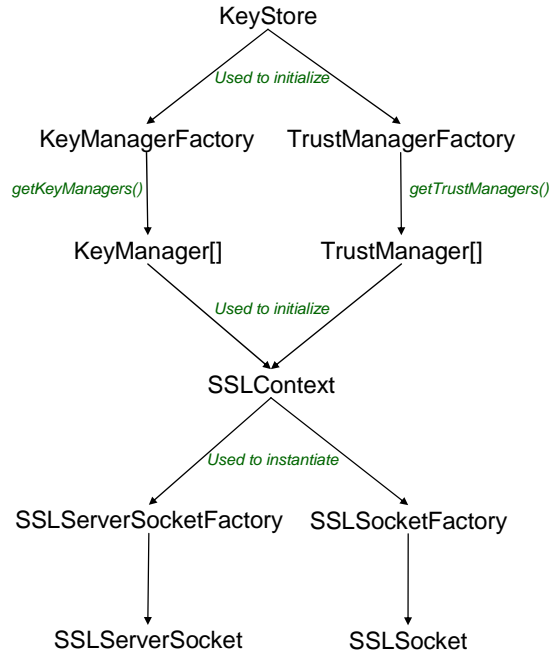 KeyStore
Used to initialize
KeyManagerFactory TrustManagerFactory
getKeyManagers() getTrustManagers()
KeyManager[] TrustManager[]
Used to initialize
SSLContext
Used to instantiate
SSLServerSocketFactory SSLSocketFactory
SSLServerSocket SSLSocket